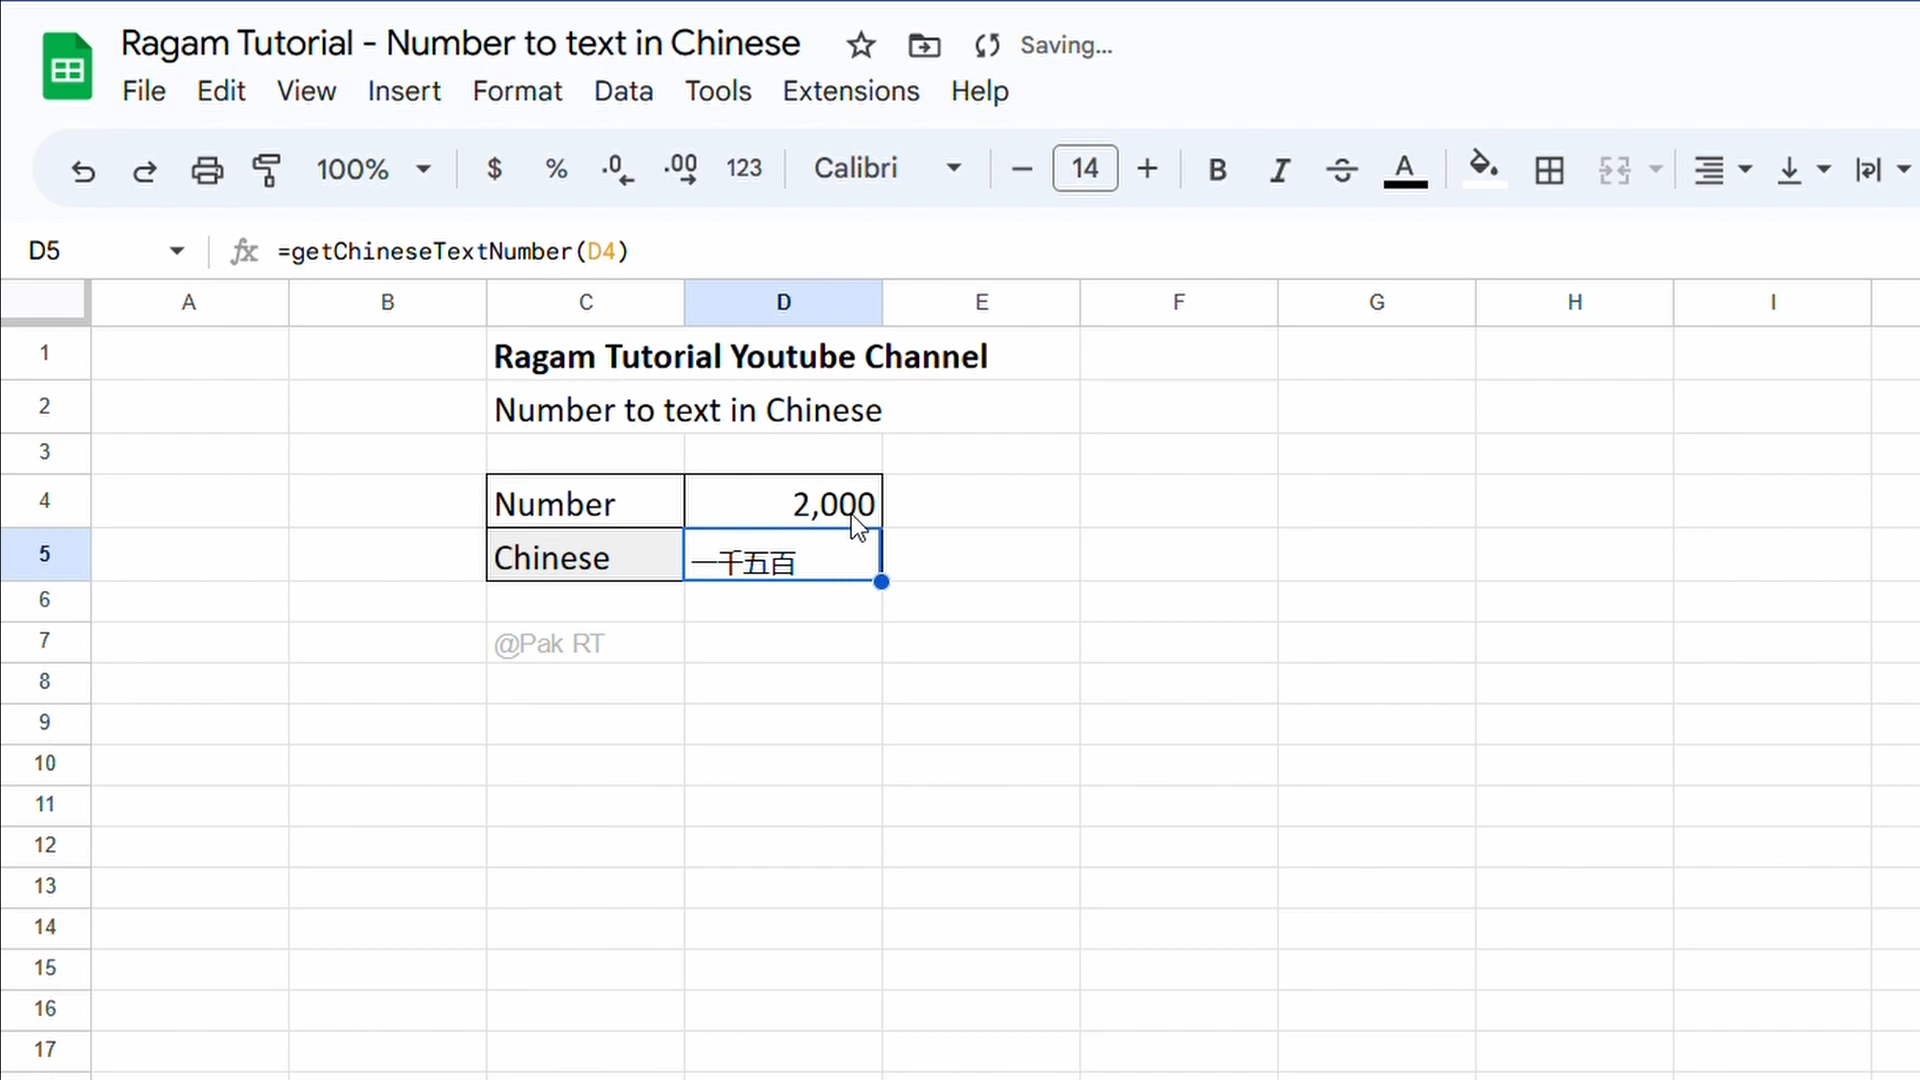 Ragam Tutorial - Number to text in Chinese Saving...
File Edit View Insert Format Data Tools Extensions Help
100% $ % .0 .00 123 Calibri 14 B I A
D5 fx =getChineseTextNumber(D4)
A B C D E F G H I
1 Ragam Tutorial Youtube Channel
2 Number to text in Chinese
3
4 Number 2,000
5 Chinese 一千五百
6
7 @Pak RT
8
9
10
11
12
13
14
15
16
17